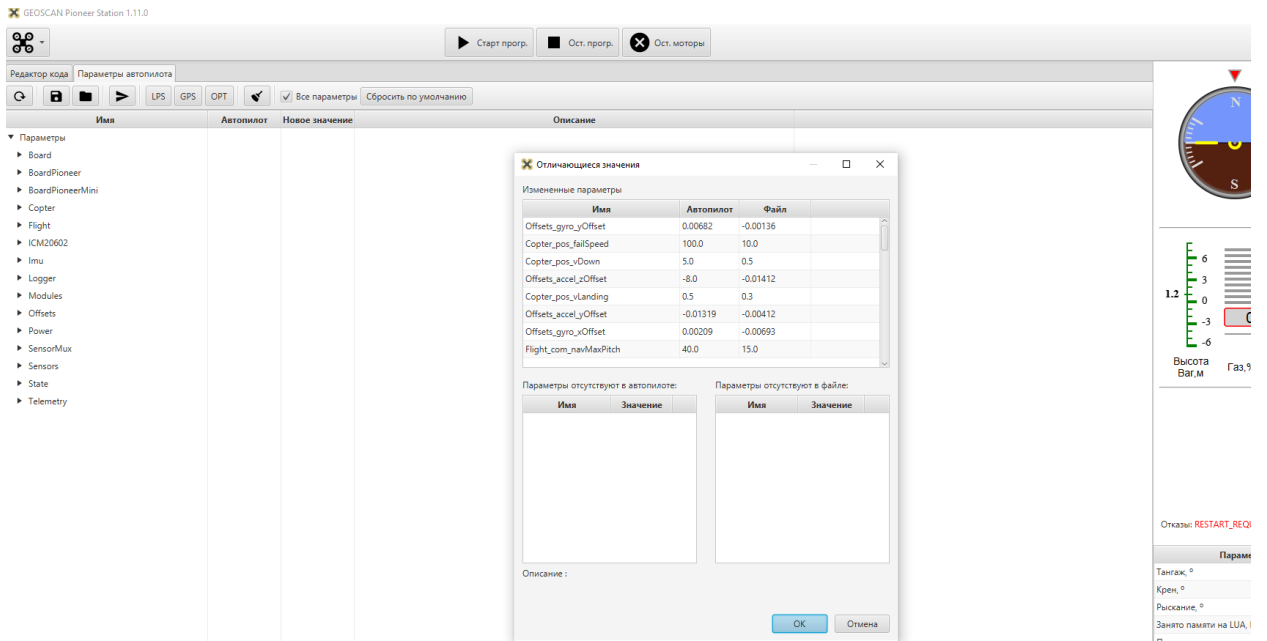 GEOSCAN Pioneer Station 1.11.0
Старт прогр. Ост. прогр. Ост. моторы
Редактор кода Параметры автопилота
LPS GPS OPT Все параметры Сбросить по умолчанию
Имя Автопилот Новое значение Описание
Параметры
Board
BoardPioneer
BoardPioneerMini
Copter
Flight
ICM20602
Imu
Logger
Modules
Offsets
Power
SensorMux
Sensors
State
Telemetry
Отличающиеся значения
Измененные параметры
Имя Автопилот Файл
Offsets_gyro_yOffset 0.00682 -0.00136
Copter_pos_failSpeed 100.0 10.0
Copter_pos_vDown 5.0 0.5
Offsets_accel_zOffset -8.0 -0.01412
Copter_pos_vLanding 0.5 0.3
Offsets_accel_yOffset -0.01319 -0.00412
Offsets_gyro_xOffset 0.00209 -0.00693
Flight_com_navMaxPitch 40.0 15.0
Параметры отсутствуют в автопилоте: Параметры отсутствуют в файле:
Имя Значение Имя Значение
Описание :
OK Отмена
N
S
6
3
1.2
0
-3
-6
Высота
Баг,м
Газ,%
Отказы: RESTART_REQU
Параме
Тангаж, °
Крен, °
Рыскание, °
Занято памяти на LUA,